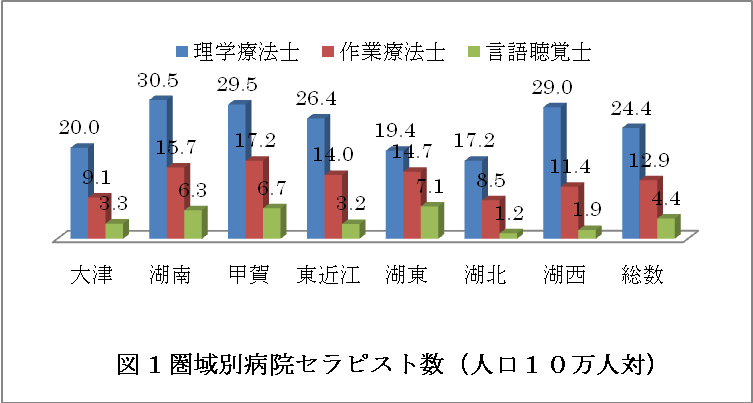 理学療法士 作業療法士 言語聴覚士
20.0 9.1 3.3
30.5 15.7 6.3
29.5 17.2 6.7
26.4 14.0 3.2
19.4 14.7 7.1
17.2 8.5 1.2
29.0 11.4 1.9
24.4 12.9 4.4
大津 湖南 甲賀 東近江 湖東 湖北 湖西 総数
図１圏域別病院セラピスト数（人口１０万人対）